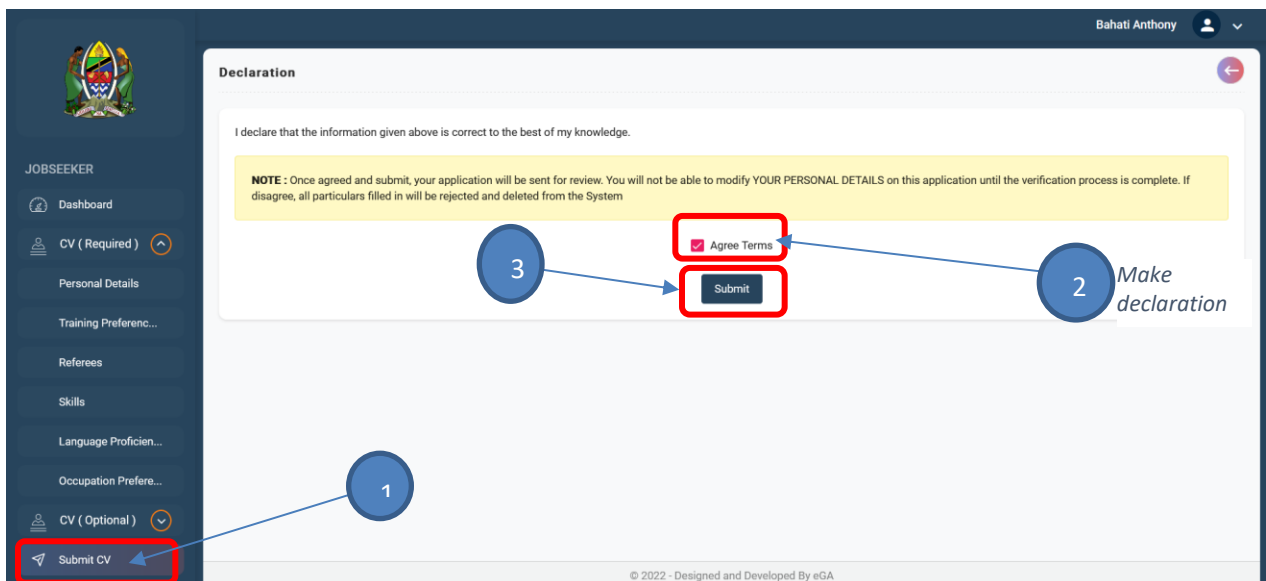 Bahati Anthony
Declaration
I declare that the information given above is correct to the best of my knowledge.
NOTE : Once agreed and submit, your application will be sent for review. You will not be able to modify YOUR PERSONAL DETAILS on this application until the verification process is complete. If
disagree, all particulars filled in will be rejected and deleted from the System
Agree Terms
3
Submit
2
Make
declaration
JOBSEEKER
Dashboard
CV ( Required )
Personal Details
Training Preferenc...
Referees
Skills
Language Proficien...
Occupation Prefere...
1
CV ( Optional )
Submit CV
© 2022 - Designed and Developed By eGA